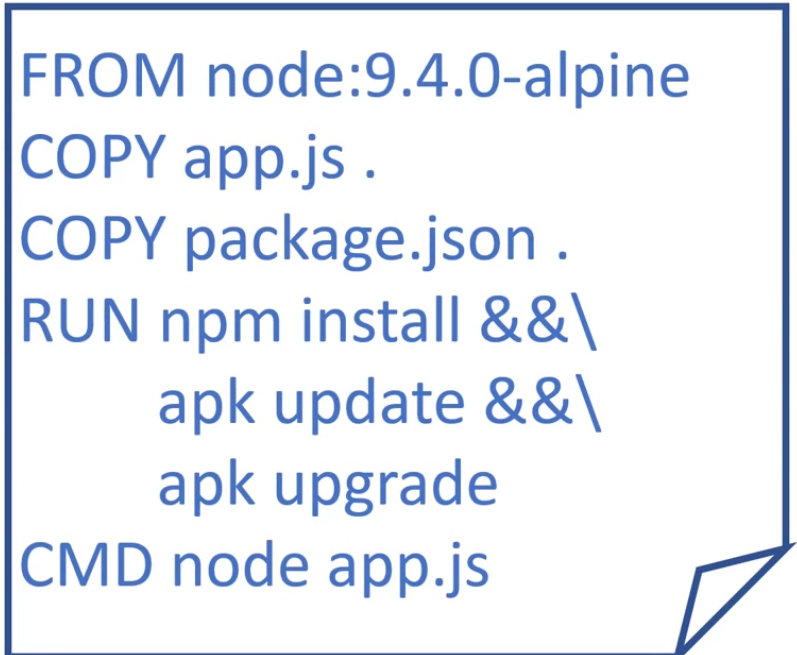 FROM node:9.4.0-alpine
COPY app.js .
COPY package.json .
RUN npm install &&\
apk update &&\
apk upgrade
CMD node app.js